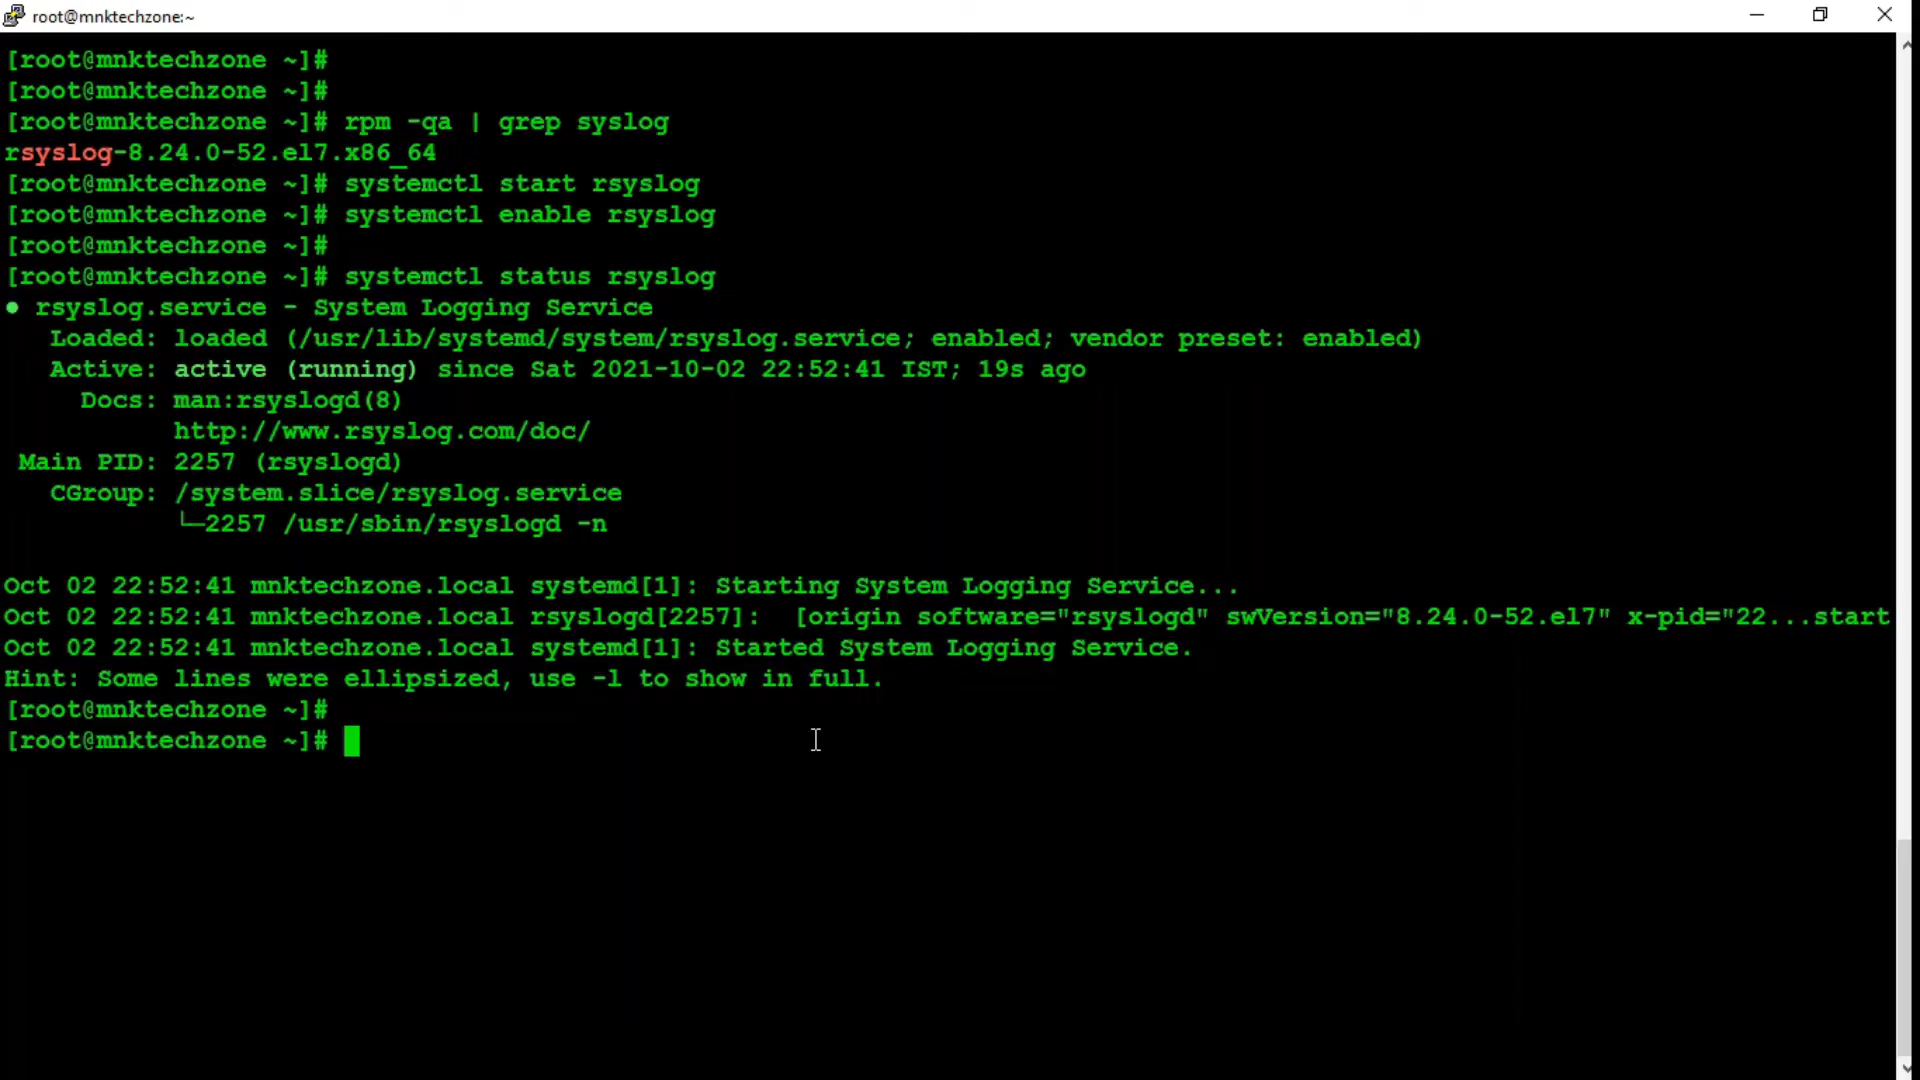 root@mnktechzone:~
[root@mnktechzone ~]#
[root@mnktechzone ~]#
[root@mnktechzone ~]# rpm -qa | grep syslog
rsyslog-8.24.0-52.el7.x86_64
[root@mnktechzone ~]# systemctl start rsyslog
[root@mnktechzone ~]# systemctl enable rsyslog
[root@mnktechzone ~]#
[root@mnktechzone ~]# systemctl status rsyslog
● rsyslog.service - System Logging Service
   Loaded: loaded (/usr/lib/systemd/system/rsyslog.service; enabled; vendor preset: enabled)
   Active: active (running) since Sat 2021-10-02 22:52:41 IST; 19s ago
     Docs: man:rsyslogd(8)
           http://www.rsyslog.com/doc/
 Main PID: 2257 (rsyslogd)
   CGroup: /system.slice/rsyslog.service
           └─2257 /usr/sbin/rsyslogd -n
Oct 02 22:52:41 mnktechzone.local systemd[1]: Starting System Logging Service...
Oct 02 22:52:41 mnktechzone.local rsyslogd[2257]:  [origin software="rsyslogd" swVersion="8.24.0-52.el7" x-pid="22...start
Oct 02 22:52:41 mnktechzone.local systemd[1]: Started System Logging Service.
Hint: Some lines were ellipsized, use -l to show in full.
[root@mnktechzone ~]#
[root@mnktechzone ~]#